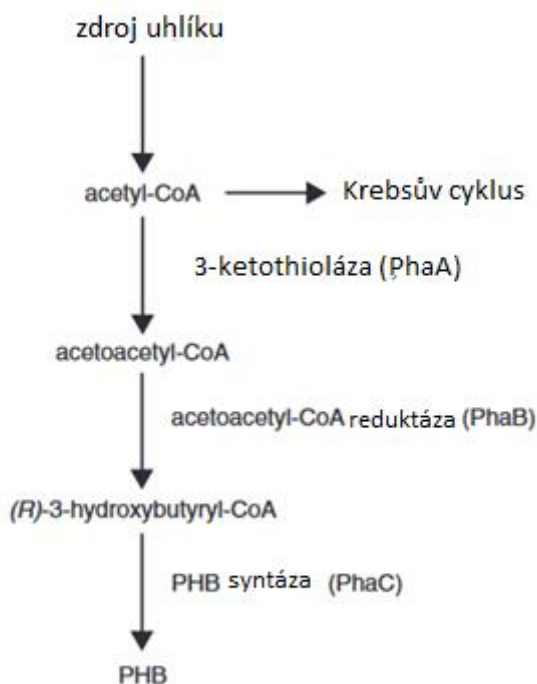 zdroj uhlíku
acetyl-CoA
Krebsův cyklus
3-ketothioláza (PhaA)
acetoacetyl-CoA
acetoacetyl-CoA reduktáza (PhaB)
(R)-3-hydroxybutyryl-CoA
PHB syntáza (PhaC)
PHB